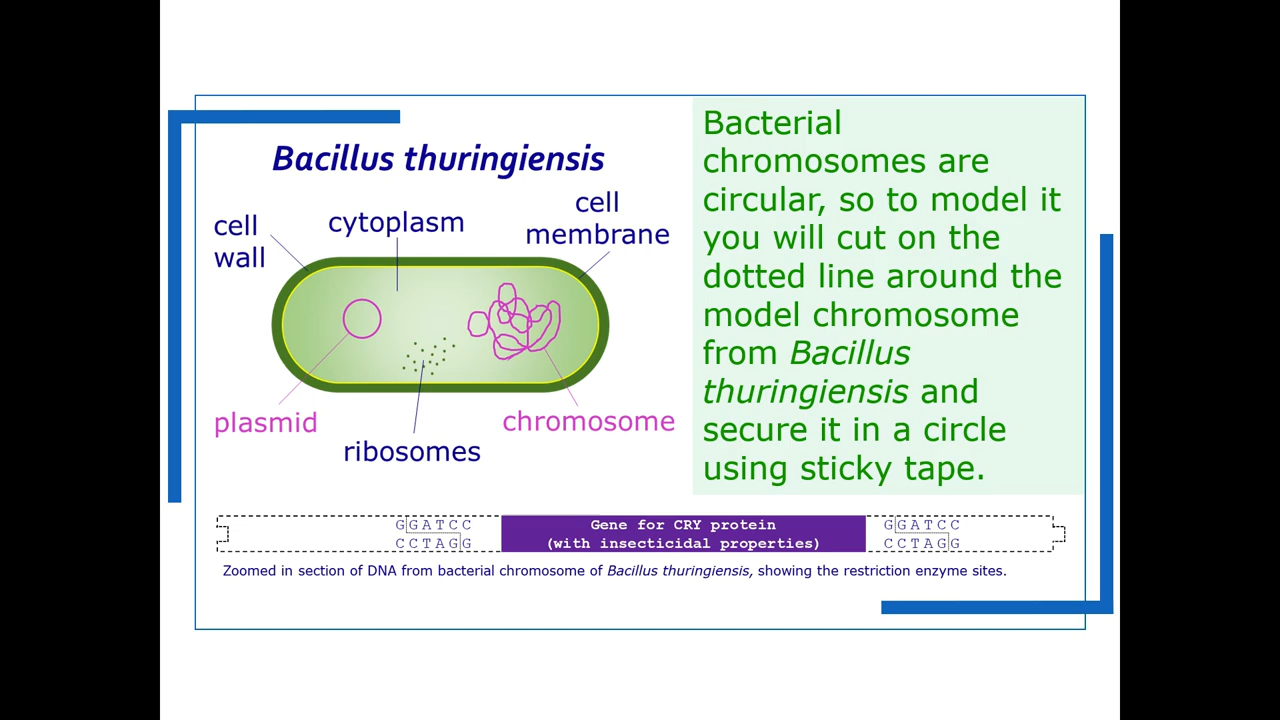 Bacillus thuringiensis
cell
wall
cytoplasm
cell
membrane
plasmid
ribosomes
chromosome
Bacterial
chromosomes are
circular, so to model it
you will cut on the
dotted line around the
model chromosome
from Bacillus
thuringiensis and
secure it in a circle
using sticky tape.
GGATCC
CCTAGG
Gene for CRY protein
(with insecticidal properties)
GGATCC
CCTAGG
Zoomed in section of DNA from bacterial chromosome of Bacillus thuringiensis, showing the restriction enzyme sites.